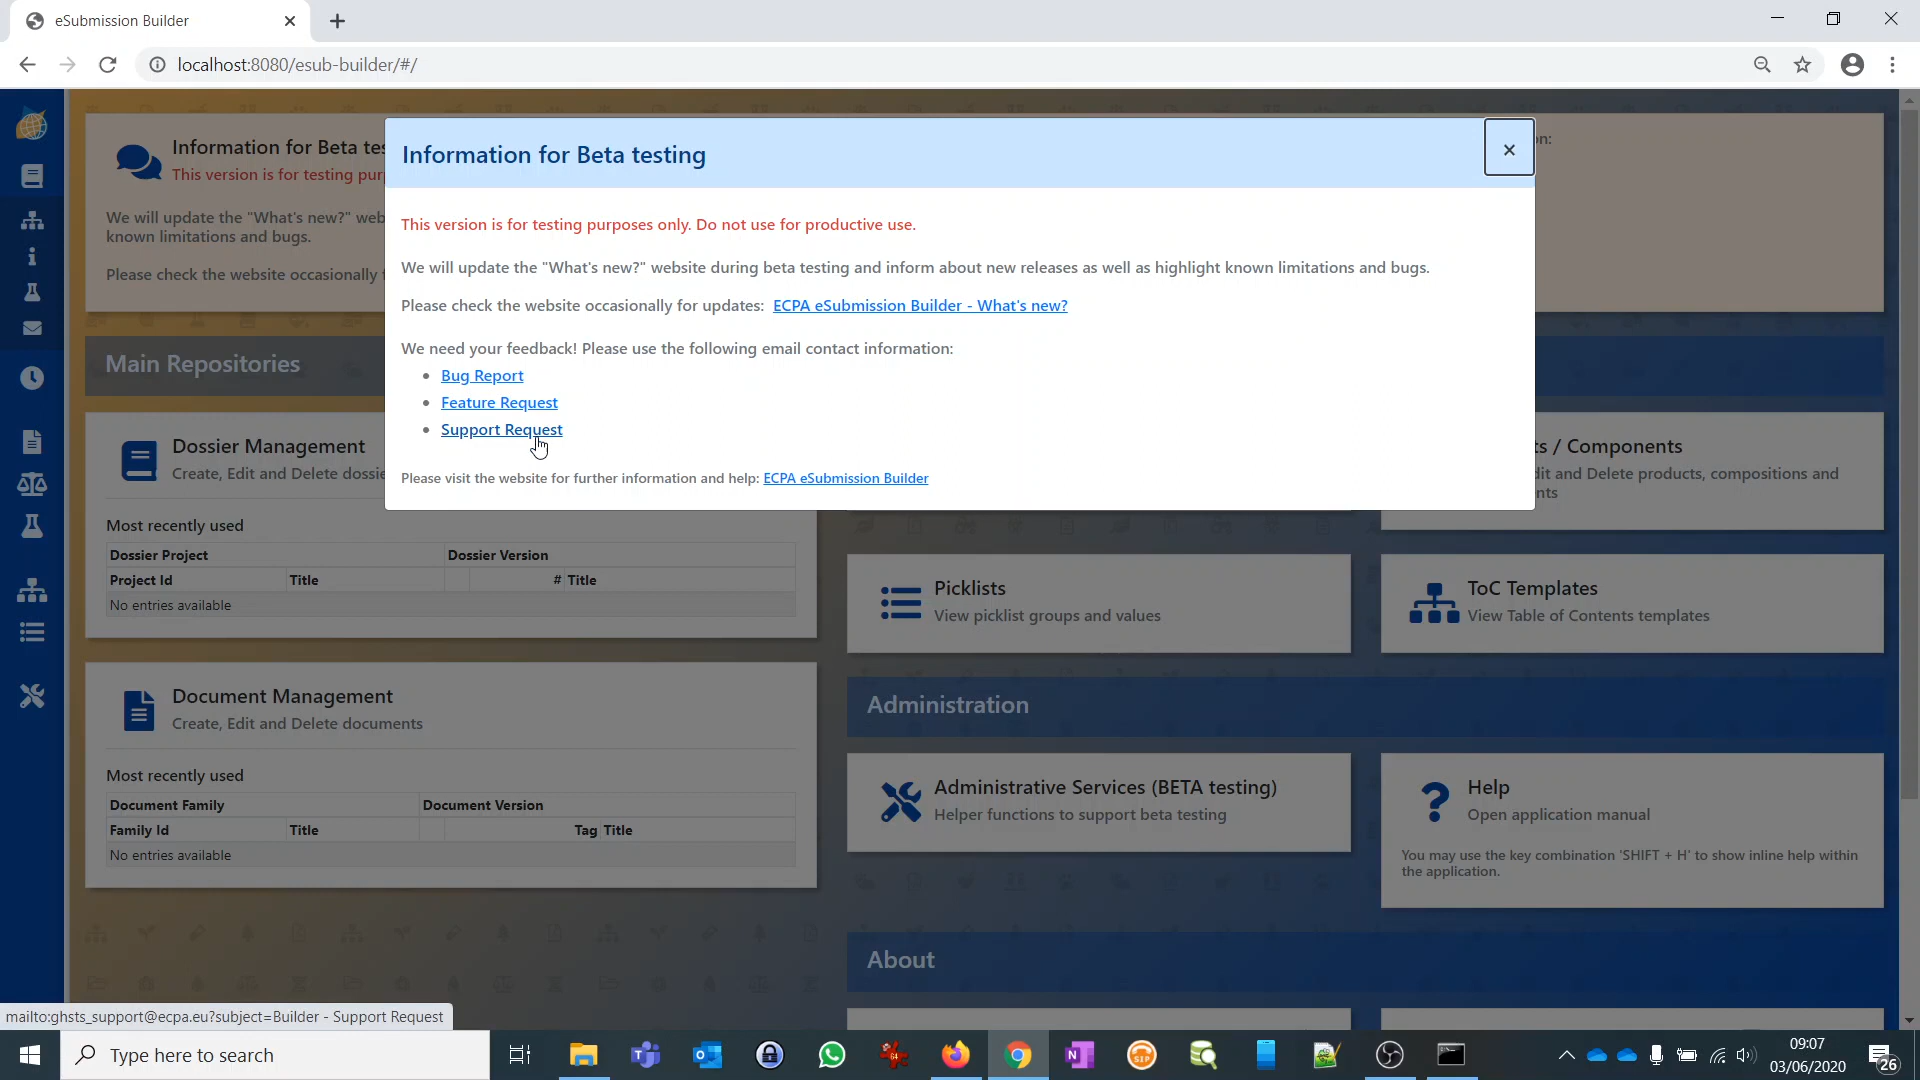 eSubmission Builder
localhost:8080/esub-builder/#/
Information for Beta tes
This version is for testing pur
We will update the "What's new?" web
known limitations and bugs.
Please check the website occasionally f
on:
Information for Beta testing
×
This version is for testing purposes only. Do not use for productive use.
We will update the "What's new?" website during beta testing and inform about new releases as well as highlight known limitations and bugs.
Please check the website occasionally for updates: ECPA eSubmission Builder - What's new?
We need your feedback! Please use the following email contact information:
• Bug Report
• Feature Request
• Support Request
Please visit the website for further information and help: ECPA eSubmission Builder
Main Repositories
Dossier Management
Create, Edit and Delete dossie
Most recently used
Dossier Project Dossier Version
Project Id Title # Title
No entries available
Document Management
Create, Edit and Delete documents
Most recently used
Document Family Document Version
Family Id Title Tag Title
No entries available
ts / Components
dit and Delete products, compositions and
nts
Picklists
View picklist groups and values
ToC Templates
View Table of Contents templates
Administration
Administrative Services (BETA testing)
Helper functions to support beta testing
Help
Open application manual
You may use the key combination 'SHIFT + H' to show inline help within
the application.
About
mailto:ghsts_support@ecpa.eu?subject=Builder - Support Request
Type here to search
64
SIP
09:07
03/06/2020
26